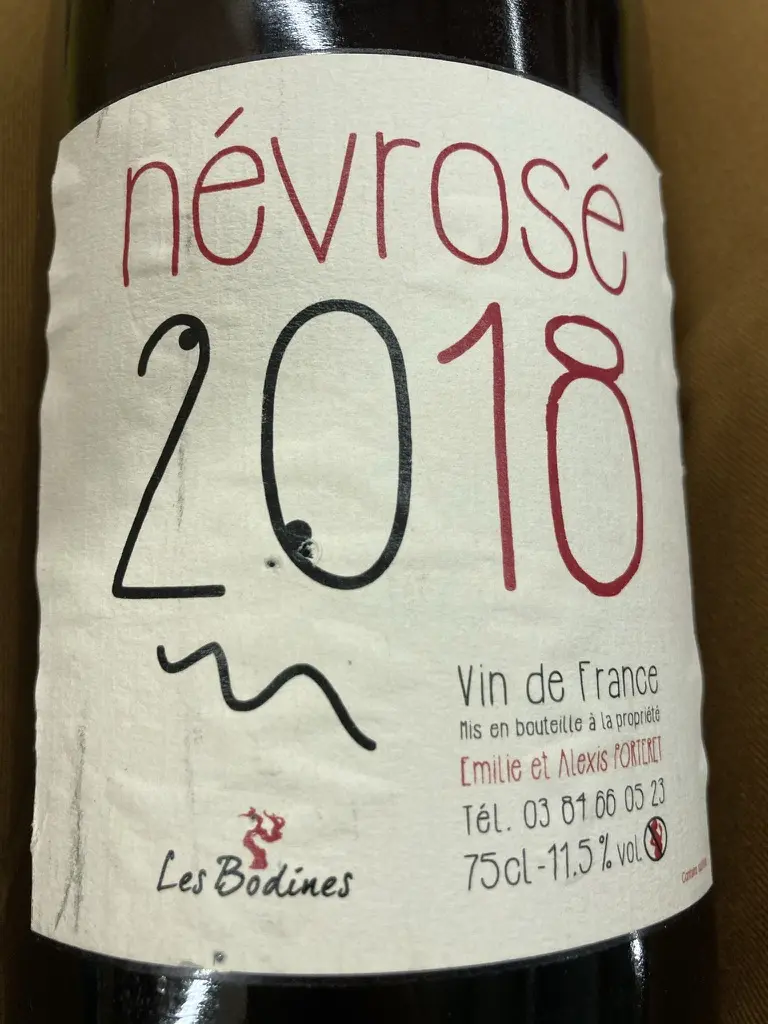 névrosé
2018
Vin de France
Mis en bouteille à la propriété
Emilie et Alexis PORTERET
Tél. 03 84 66 05 23
75cl-11.5% vol.
Les Bodines